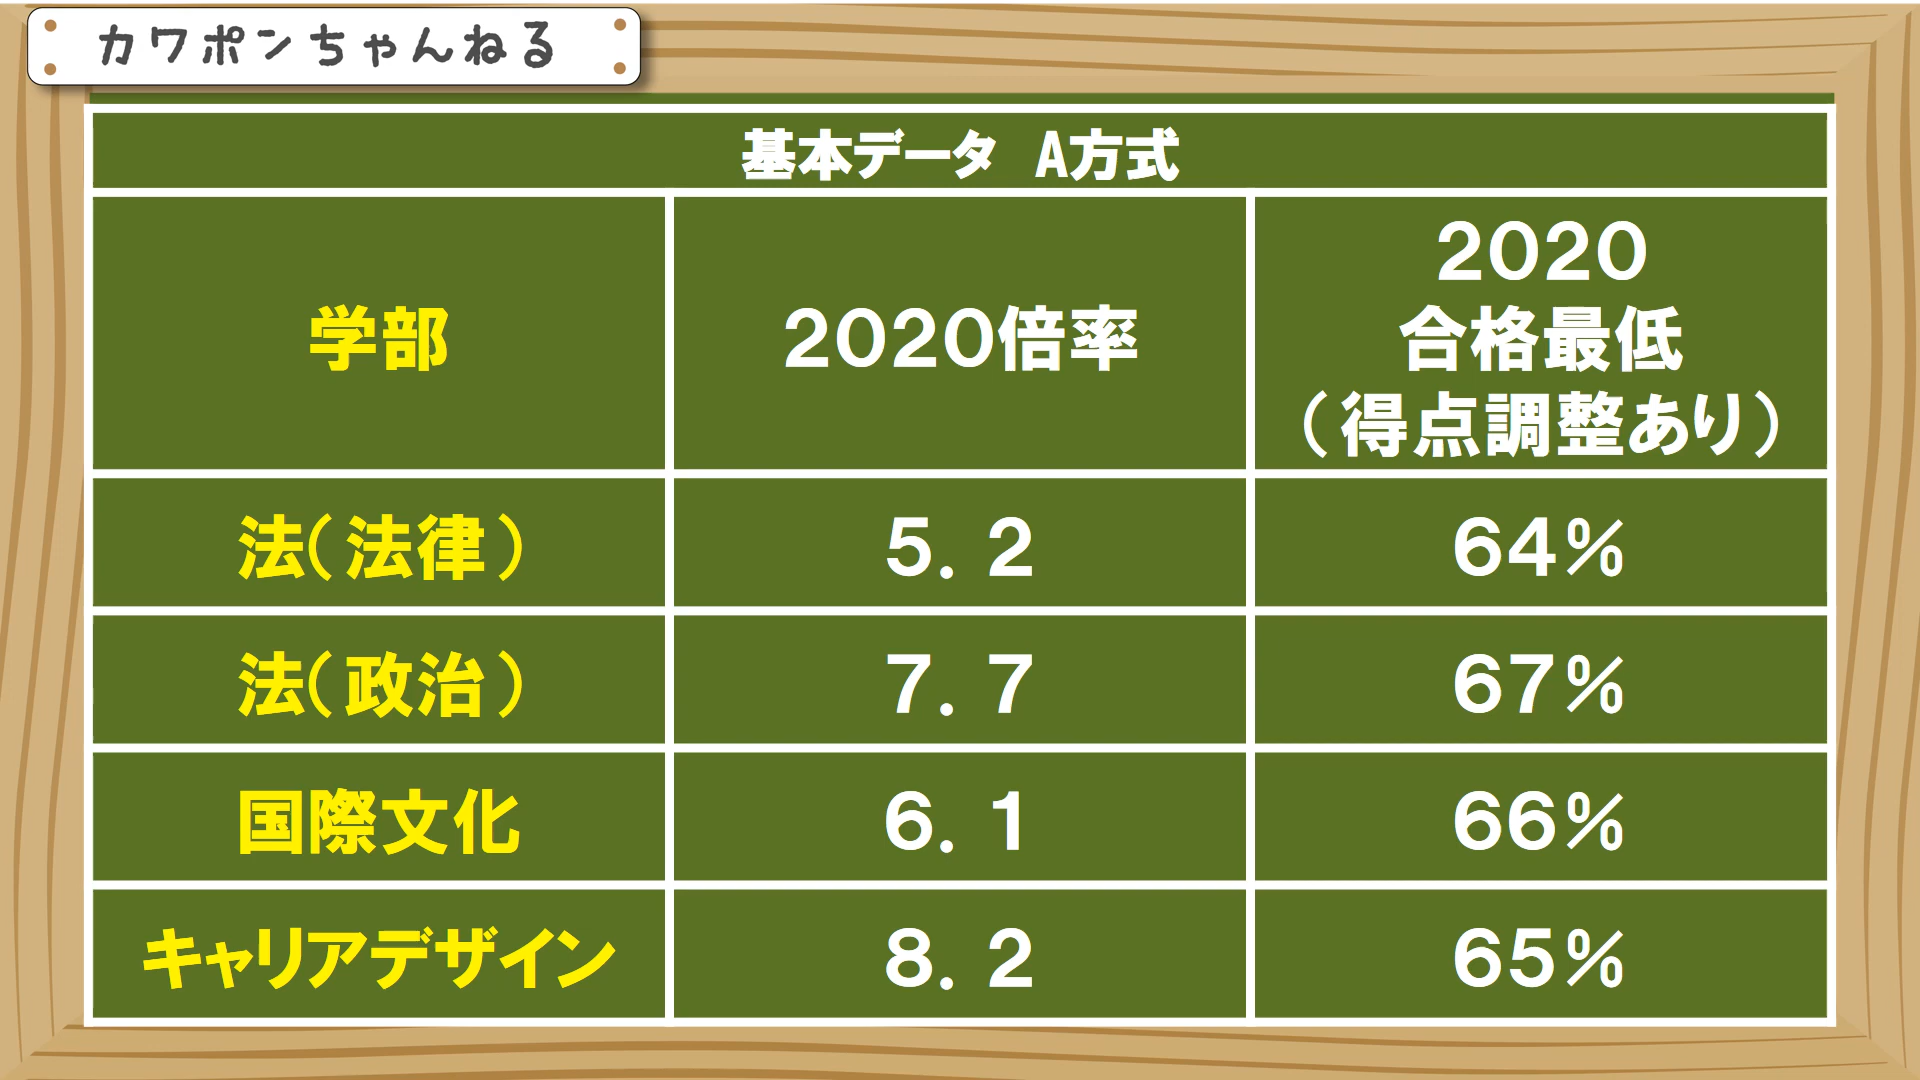 カワポンちゃんねる
基本データ　A方式
学部
2020倍率
2020
合格最低
（得点調整あり）
法（法律）
5．2
64％
法（政治）
7．7
67％
国際文化
6．1
66％
キャリアデザイン
8．2
65％